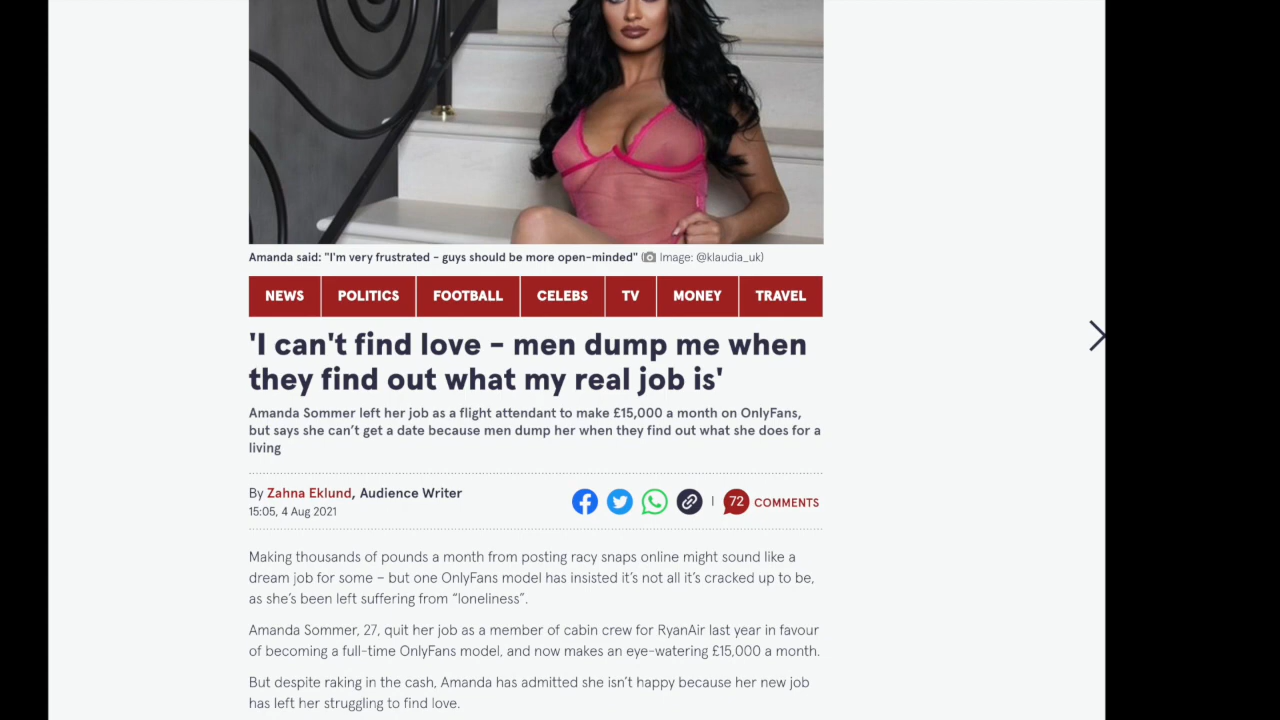 Amanda said: "I'm very frustrated - guys should be more open-minded" ( Image: @klaudia_uk)
NEWS POLITICS FOOTBALL CELEBS TV MONEY TRAVEL
'I can't find love – men dump me when
they find out what my real job is'
Amanda Sommer left her job as a flight attendant to make £15,000 a month on OnlyFans,
but says she can't get a date because men dump her when they find out what she does for a
living
By Zahna Eklund, Audience Writer
15:05, 4 Aug 2021
72 COMMENTS
Making thousands of pounds a month from posting racy snaps online might sound like a
dream job for some – but one OnlyFans model has insisted it's not all it's cracked up to be,
as she's been left suffering from “loneliness”.
Amanda Sommer, 27, quit her job as a member of cabin crew for RyanAir last year in favour
of becoming a full-time OnlyFans model, and now makes an eye-watering £15,000 a month.
But despite raking in the cash, Amanda has admitted she isn't happy because her new job
has left her struggling to find love.